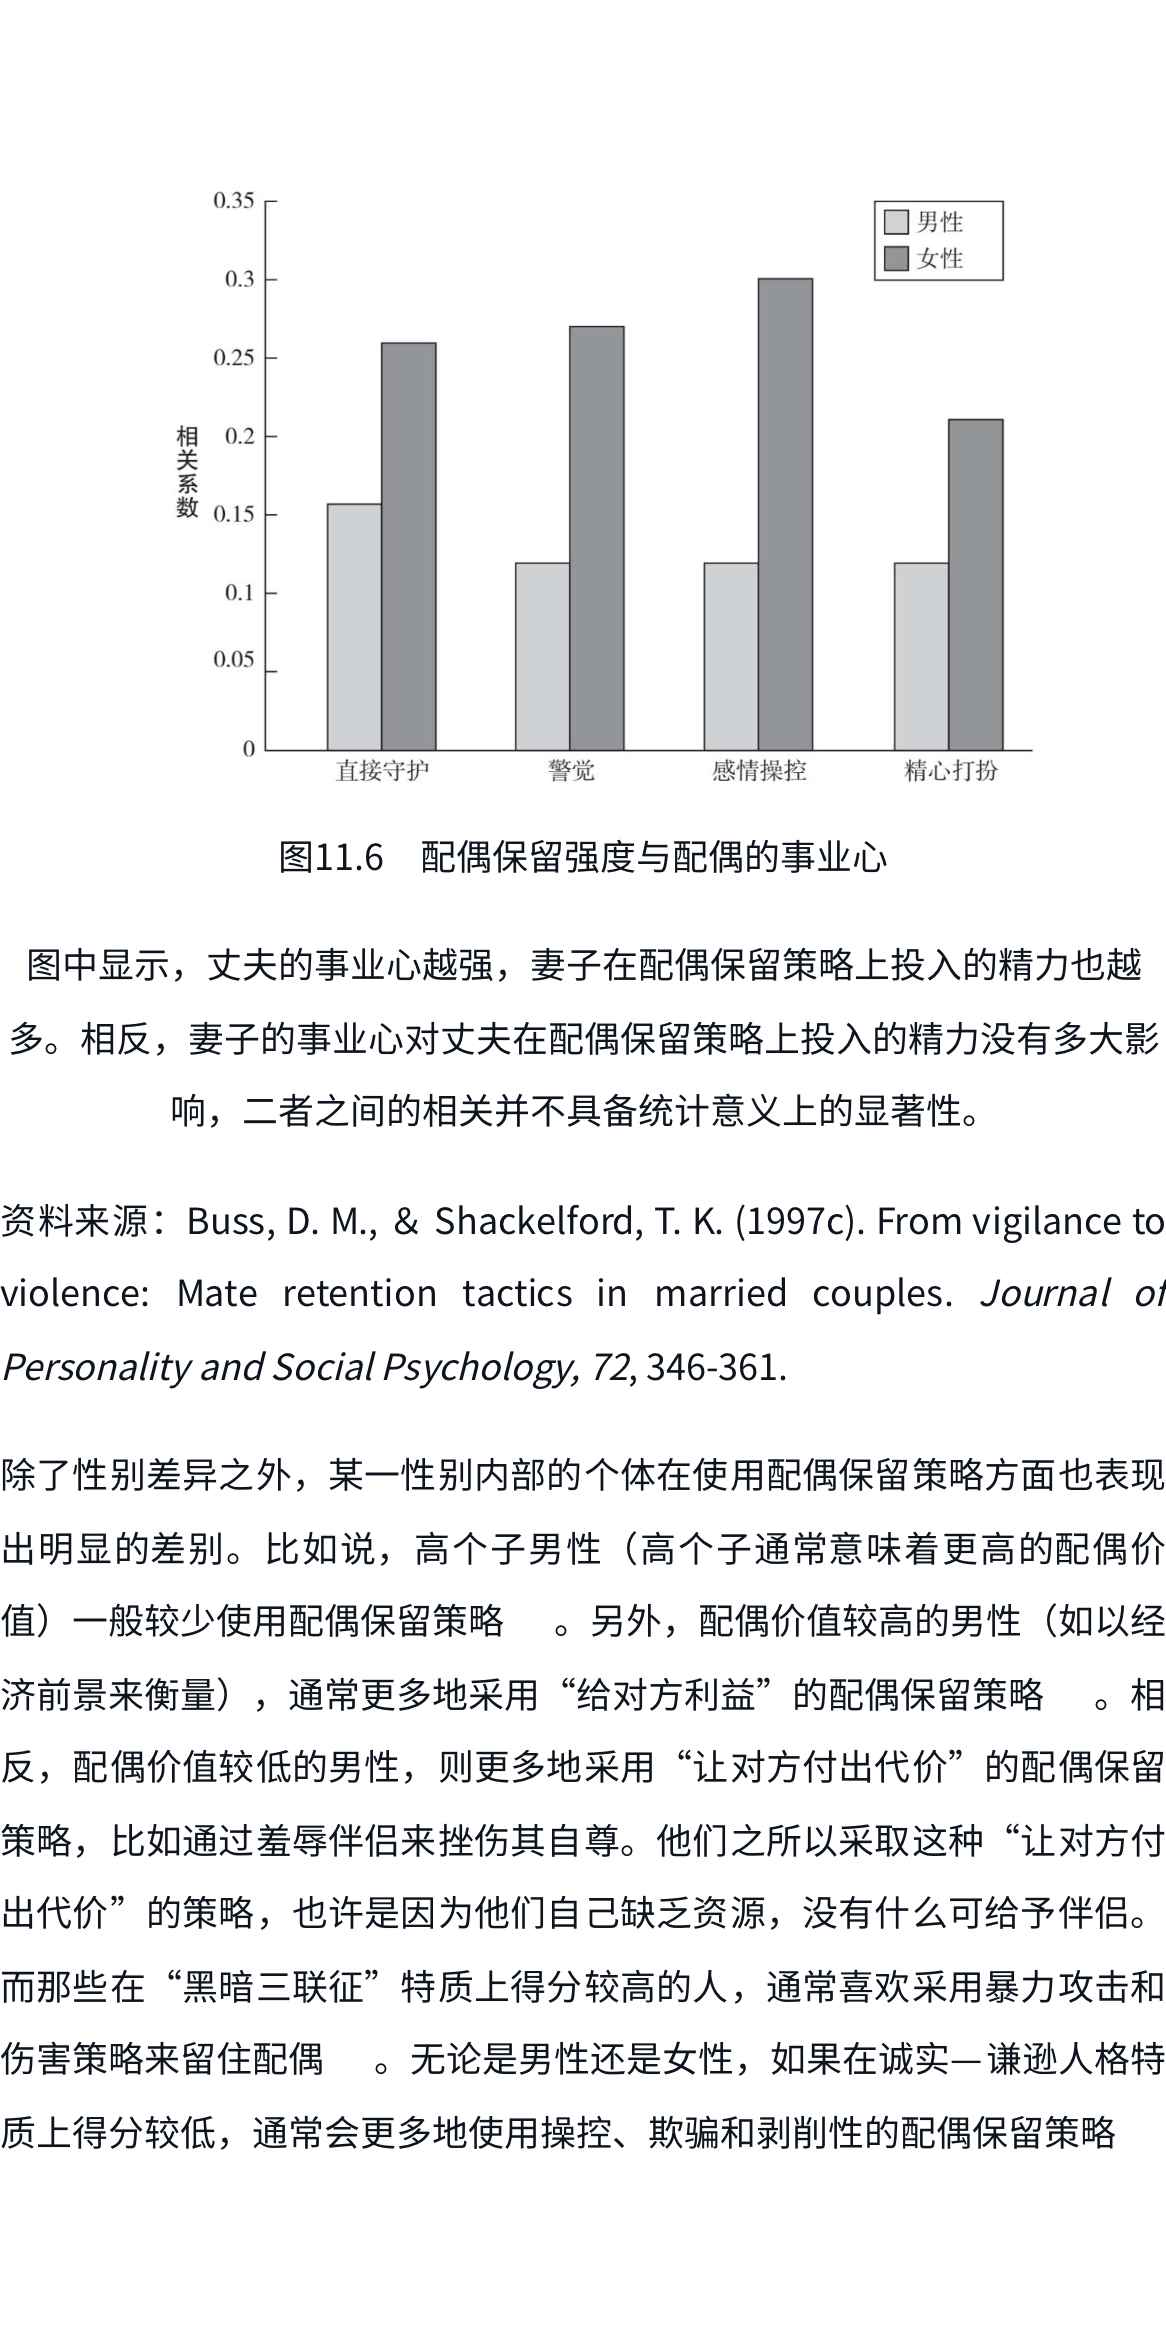 0.35
0.3
0.25
0.2
0.15
0.1
0.05
0
相关系数
男性
女性
直接守护 警觉 感情操控 精心打扮
图11.6 配偶保留强度与配偶的事业心
图中显示，丈夫的事业心越强，妻子在配偶保留策略上投入的精力也越
多。相反，妻子的事业心对丈夫在配偶保留策略上投入的精力没有多大影
响，二者之间的相关并不具备统计意义上的显著性。
资料来源：Buss, D. M., & Shackelford, T. K. (1997c). From vigilance to
violence: Mate retention tactics in married couples. Journal of
Personality and Social Psychology, 72, 346-361.
除了性别差异之外，某一性别内部的个体在使用配偶保留策略方面也表现
出明显的差别。比如说，高个子男性（高个子通常意味着更高的配偶价
值）一般较少使用配偶保留策略 。另外，配偶价值较高的男性（如以经
济前景来衡量），通常更多地采用“给对方利益”的配偶保留策略 。相
反，配偶价值较低的男性，则更多地采用“让对方付出代价”的配偶保留
策略，比如通过羞辱伴侣来挫伤其自尊。他们之所以采取这种“让对方付
出代价”的策略，也许是因为他们自己缺乏资源，没有什么可给予伴侣。
而那些在“黑暗三联征”特质上得分较高的人，通常喜欢采用暴力攻击和
伤害策略来留住配偶 。无论是男性还是女性，如果在诚实—谦逊人格特
质上得分较低，通常会更多地使用操控、欺骗和剥削性的配偶保留策略